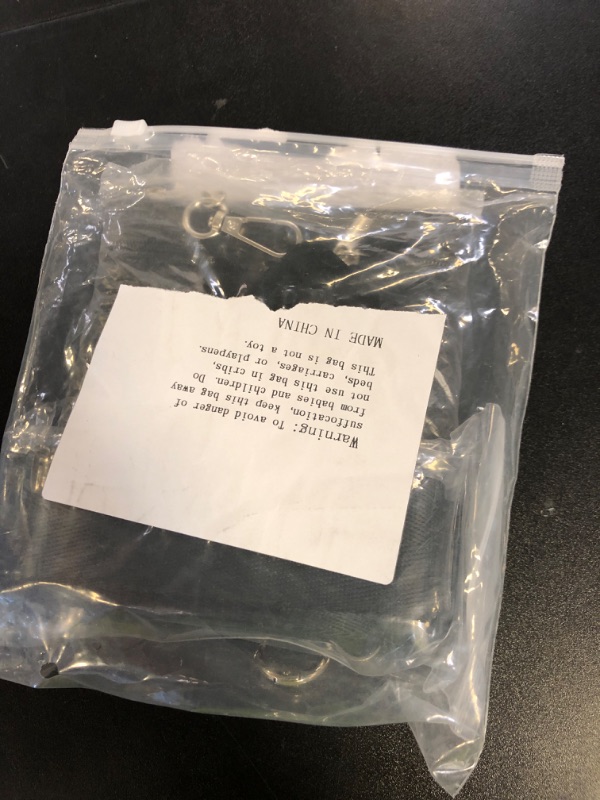 Warning: To avoid danger of
suffocation, keep this bag away
from babies and children. Do
not use this bag in cribs,
beds, carriages, or playpens.
This bag is not a toy.
MADE IN CHINA